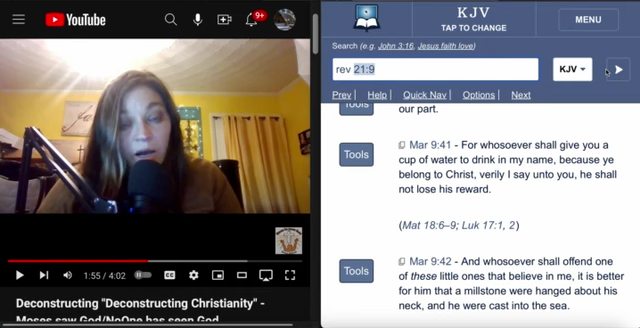 YouTube
9+
1:55 / 4:02
CC
Deconstructing "Deconstructing Christianity" -
Moses saw God/NoOne has seen God
KJV
TAP TO CHANGE
MENU
Search (e.g. John 3:16, Jesus faith love)
rev 21:9
KJV
Prev | Help | Quick Nav | Options | Next
Tools
our part.
Tools
Mar 9:41 - For whosoever shall give you a
cup of water to drink in my name, because ye
belong to Christ, verily I say unto you, he shall
not lose his reward.
(Mat 18:6–9; Luk 17:1, 2)
Tools
Mar 9:42 - And whosoever shall offend one
of these little ones that believe in me, it is better
for him that a millstone were hanged about his
neck, and he were cast into the sea.